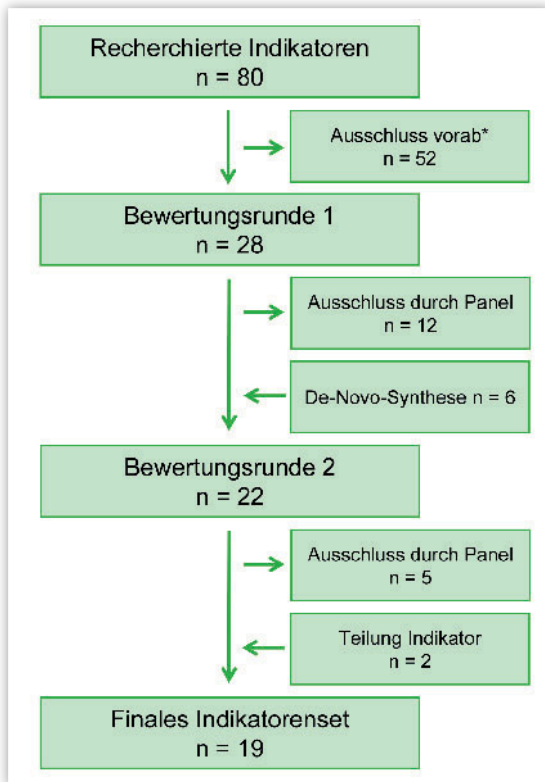 Recherchierte Indikatoren
n = 80
Ausschluss vorab*
n = 52
Bewertungsrunde 1
n = 28
Ausschluss durch Panel
n = 12
De-Novo-Synthese n = 6
Bewertungsrunde 2
n = 22
Ausschluss durch Panel
n = 5
Teilung Indikator
n = 2
Finales Indikatorenset
n = 19